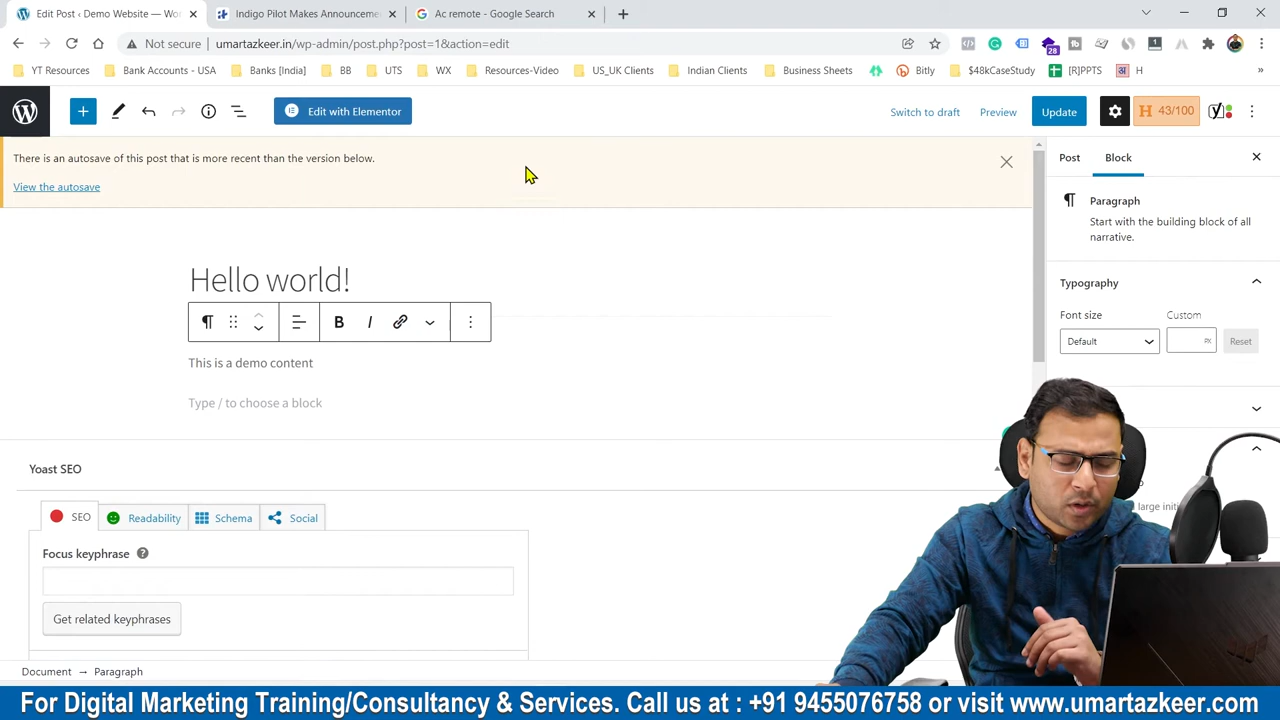 Edit Post ‹ Demo Website — Wo
Indigo Pilot Makes Announceme
Ac remote - Google Search
Not secure
umartazkeer.in/wp-admin/post.php?post=1&action=edit
28
1
YT Resources
Bank Accounts - USA
Banks [India]
BB
UTS
WX
Resources-Video
US_UK Clients
Indian Clients
Business Sheets
Bitly
$48kCaseStudy
[R]PPTS
H
»
Edit with Elementor
Switch to draft
Preview
Update
H 43/100
There is an autosave of this post that is more recent than the version below.
View the autosave
Post
Block
Paragraph
Start with the building block of all
narrative.
Hello world!
Typography
Font size
Custom
Default
PX
Reset
B I
This is a demo content
Type / to choose a block
Yoast SEO
large initi
SEO
Readability
Schema
Social
Focus keyphrase
Get related keyphrases
Document → Paragraph
For Digital Marketing Training/Consultancy & Services. Call us at : +91 9455076758 or visit www.umartazkeer.com